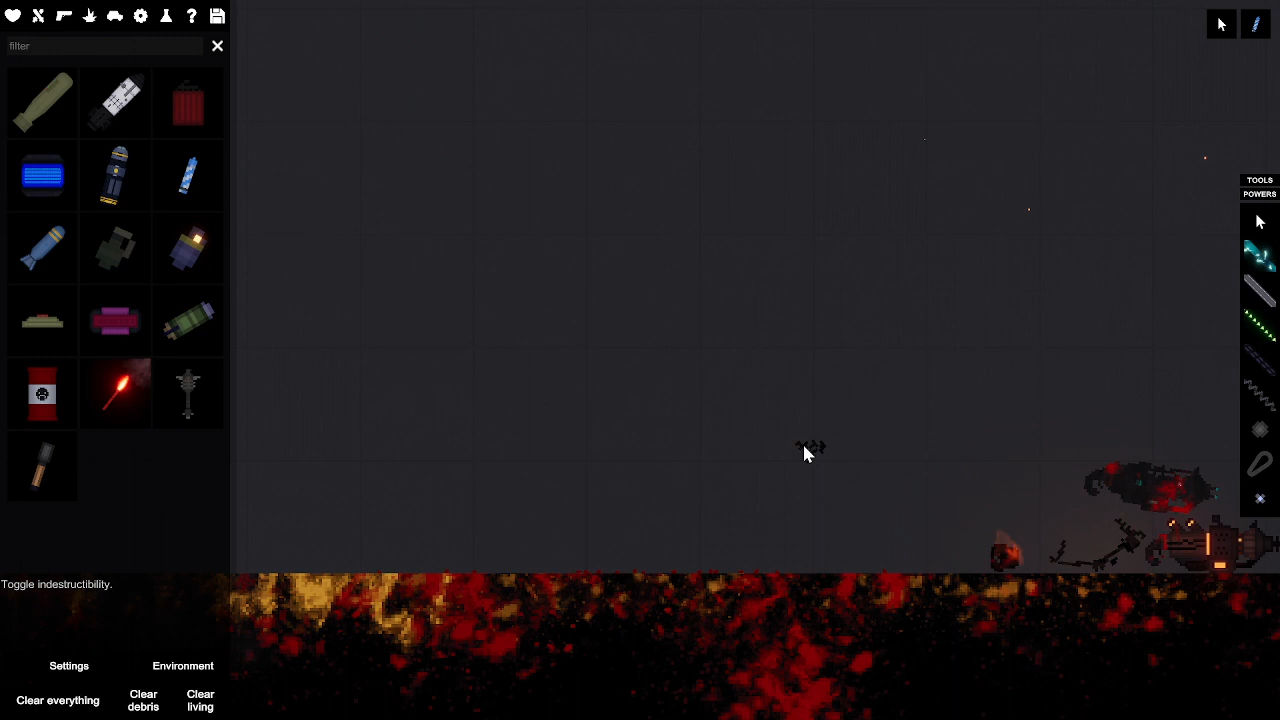 ?
filter
TOOLS
POWERS
Toggle indestructibility.
Settings
Environment
Clear everything
Clear debris
Clear living